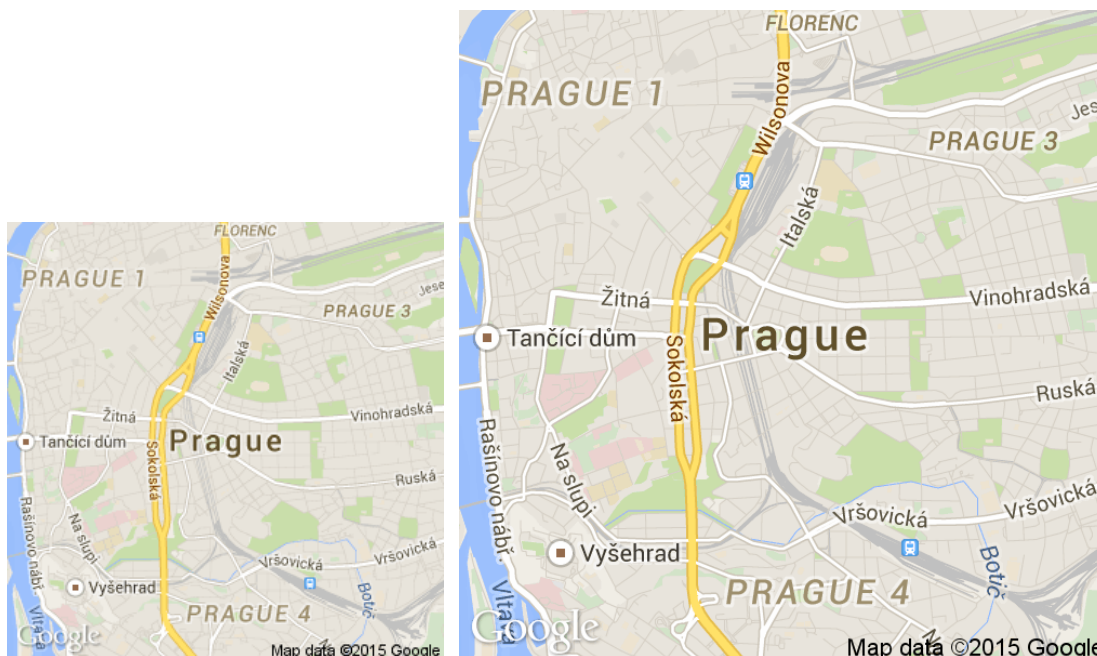 FLORENC
PRAGUE 1
Wilsonova
Jese
PRAGUE 3
Italská
Žitná
Vinohradská
Tančící dům
Prague
Sokolská
Ruská
Rašínovo nábř.
Na slupi
Vršovická
Vršovická
Vyšehrad
Botič
PRAGUE 4
Vltava
Google
Map data ©2015 Google
FLORENC
PRAGUE 1
Wilsonova
Jese
PRAGUE 3
Italská
Žitná
Vinohradská
Tančící dům
Prague
Sokolská
Ruská
Rašínovo nábř.
Na slupi
Vršovická
Vršovická
Vyšehrad
Botič
PRAGUE 4
Vltava
Google
Map data ©2015 Google